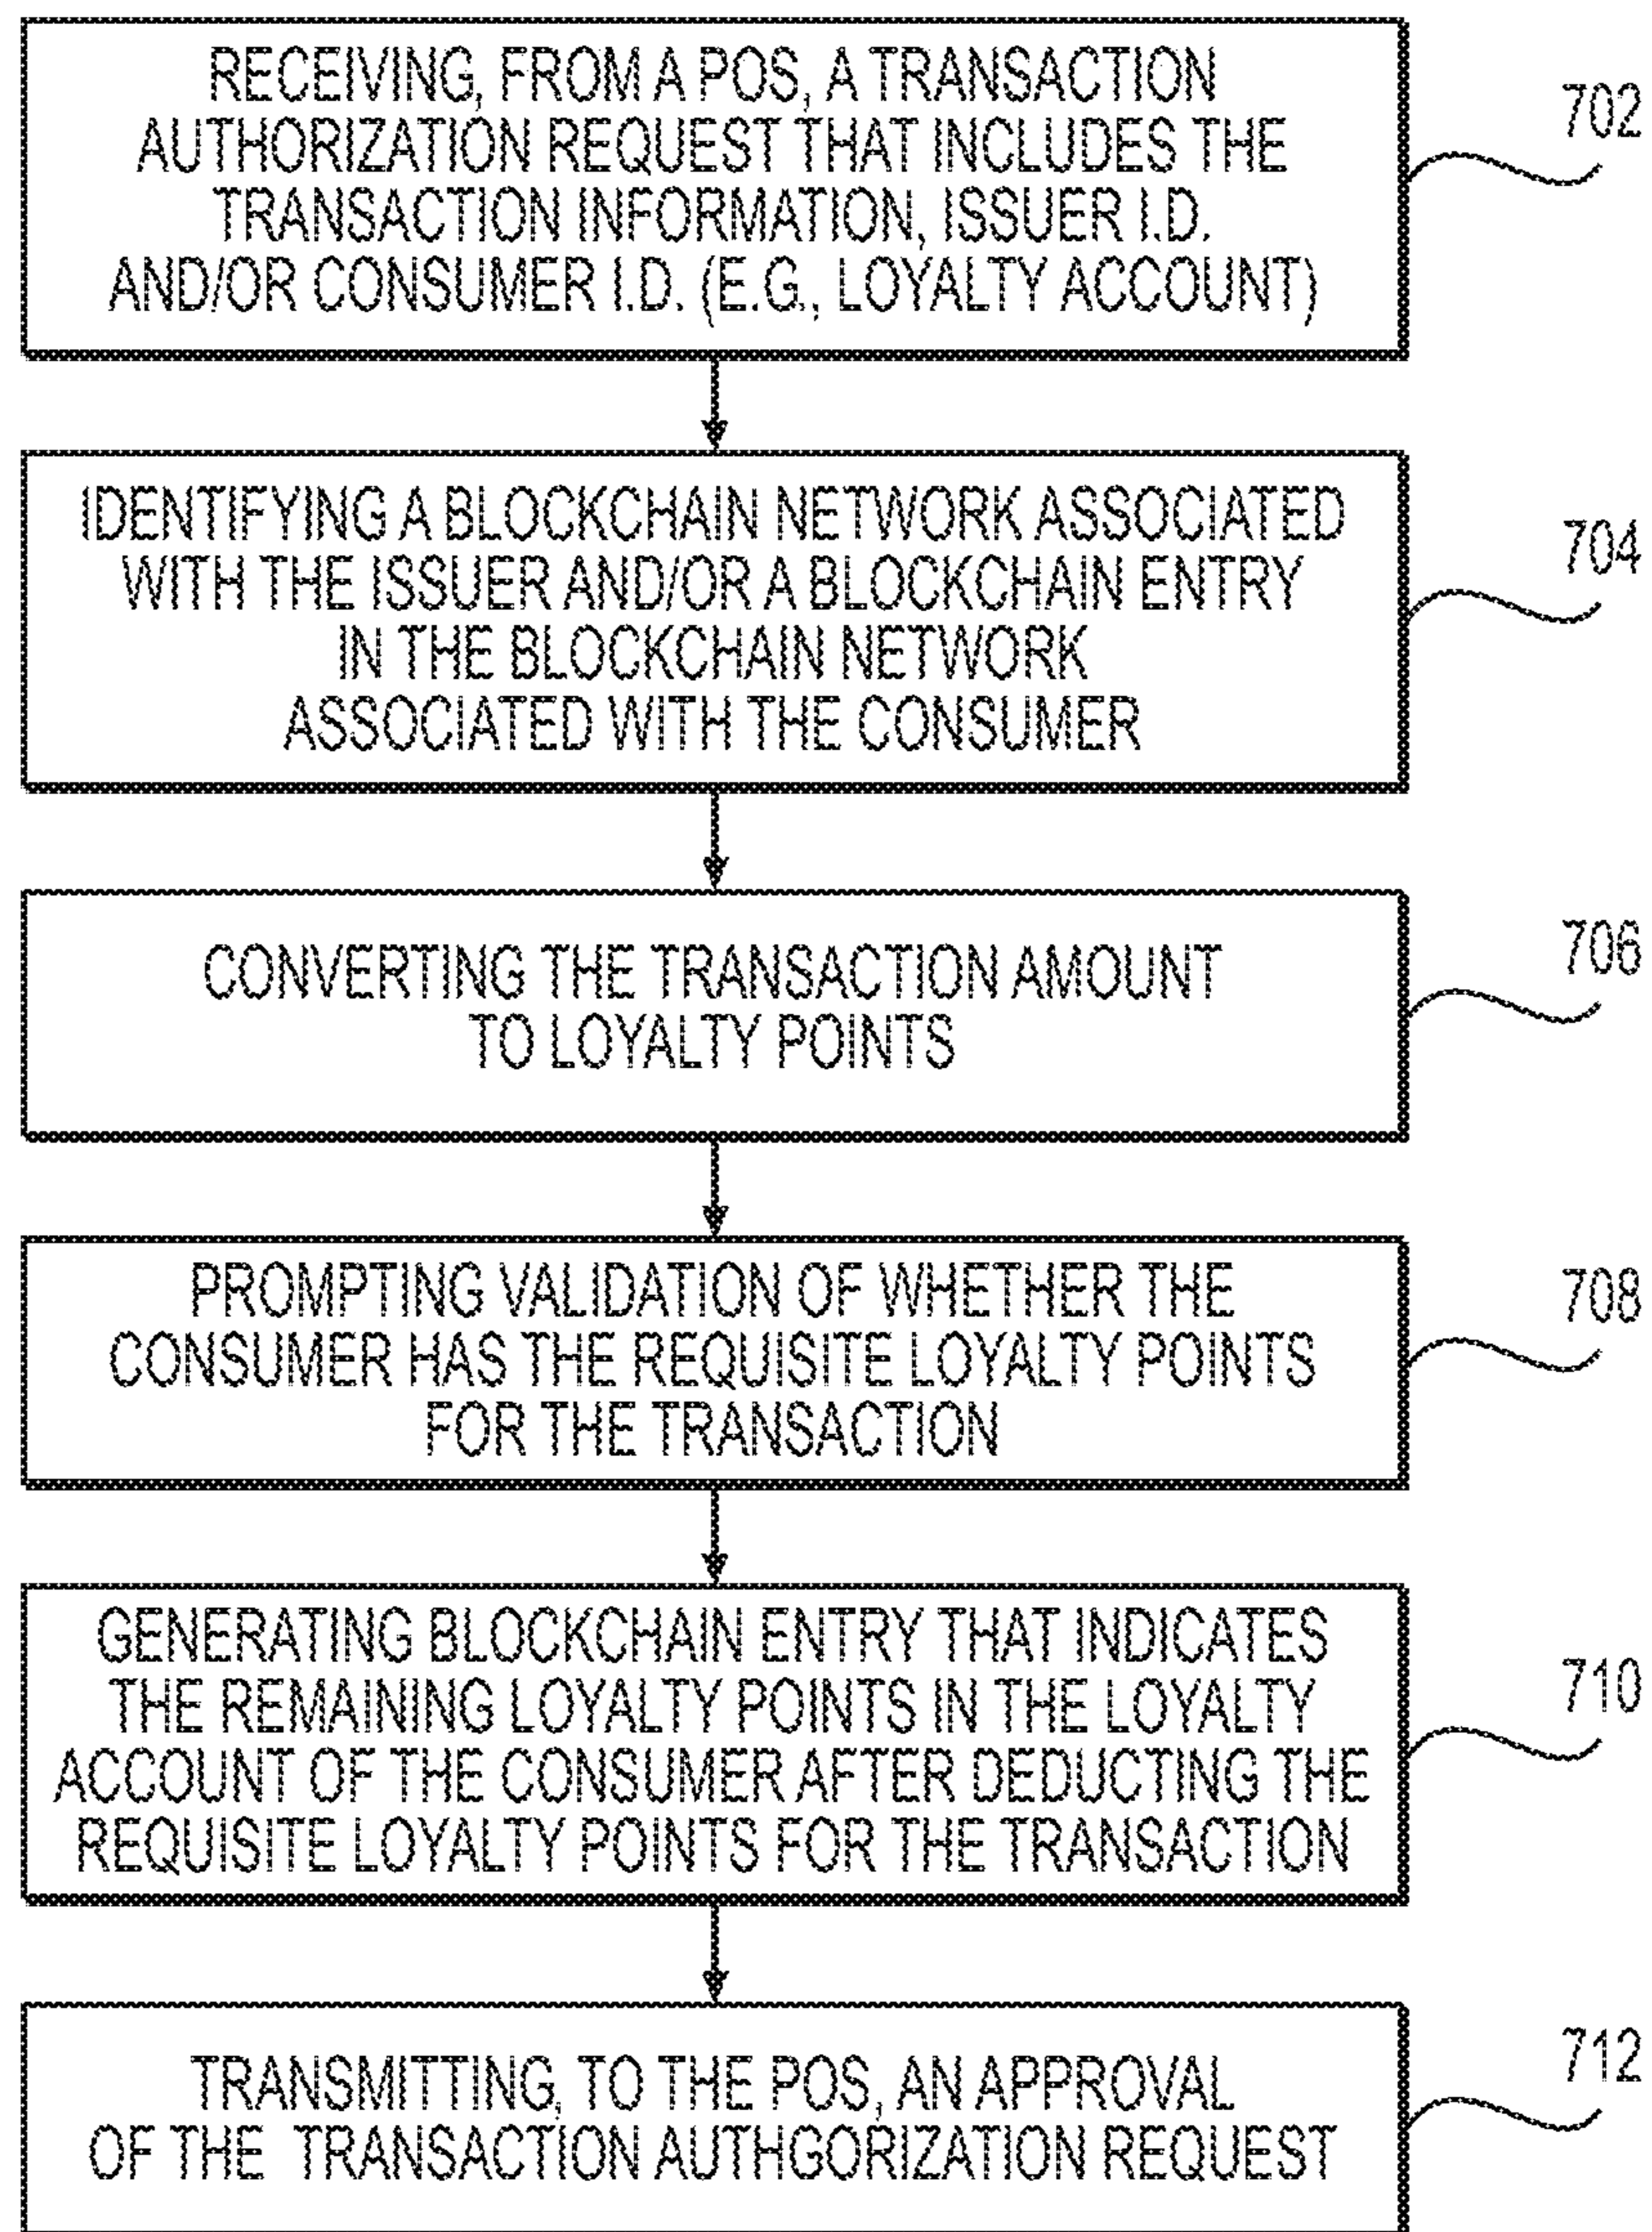 RECEIVING, FROM A POS, A TRANSACTION
AUTHORIZATION REQUEST THAT INCLUDES THE
TRANSACTION INFORMATION, ISSUER I.D.
AND/OR CONSUMER I.D. (E.G., LOYALTY ACCOUNT)
702
IDENTIFYING A BLOCKCHAIN NETWORK ASSOCIATED
WITH THE ISSUER AND/OR A BLOCKCHAIN ENTRY
IN THE BLOCKCHAIN NETWORK
ASSOCIATED WITH THE CONSUMER
704
CONVERTING THE TRANSACTION AMOUNT
TO LOYALTY POINTS
706
PROMPTING VALIDATION OF WHETHER THE
CONSUMER HAS THE REQUISITE LOYALTY POINTS
FOR THE TRANSACTION
708
GENERATING BLOCKCHAIN ENTRY THAT INDICATES
THE REMAINING LOYALTY POINTS IN THE LOYALTY
ACCOUNT OF THE CONSUMER AFTER DEDUCTING THE
REQUISITE LOYALTY POINTS FOR THE TRANSACTION
710
TRANSMITTING, TO THE POS, AN APPROVAL
OF THE TRANSACTION AUTHGORIZATION REQUEST
712